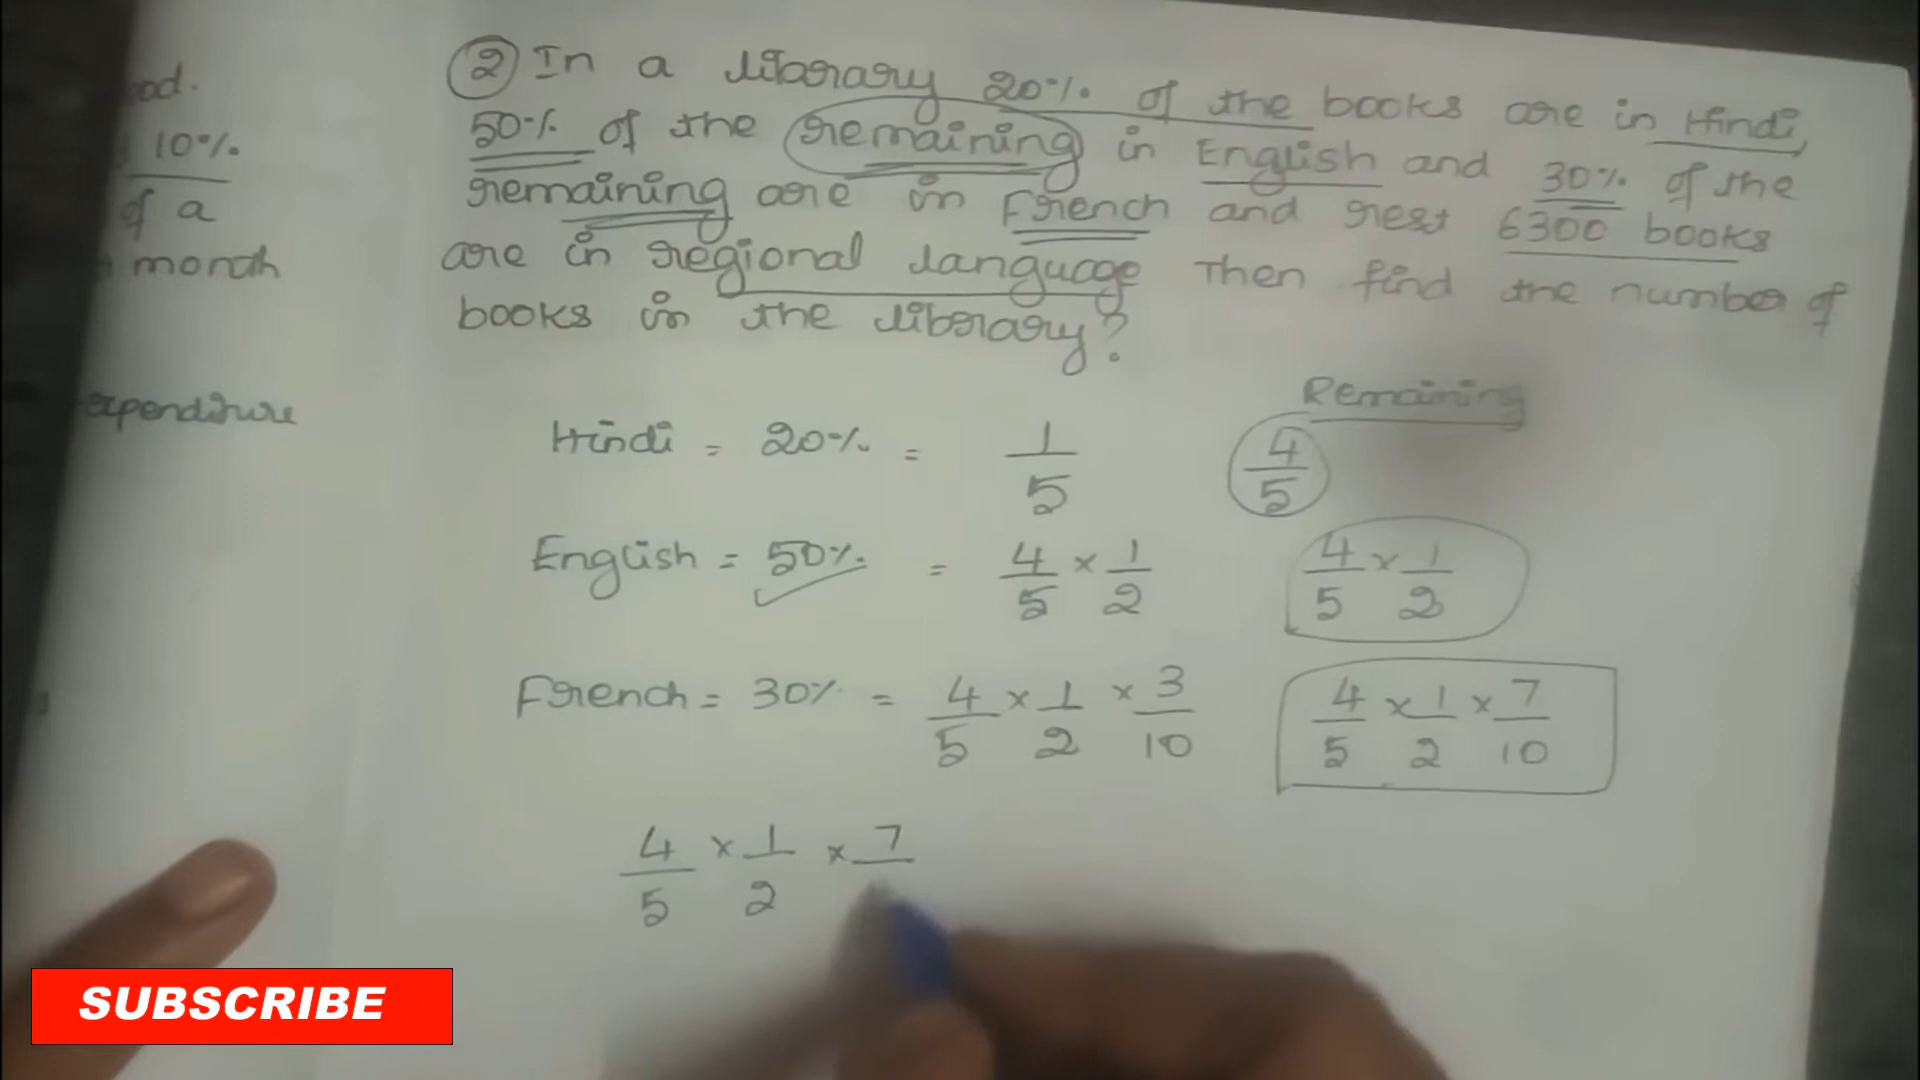 ② In a library 20% of the books are in Hindi,
50% of the remaining in English and 30% of the
remaining are in French and rest 6300 books
are in regional language Then find the number of
books in the library?
od.
10%
of a
month
expenditure
Remaining
Hindi = 20% = 1/5 4/5
English = 50% = 4/5 × 1/2 4/5 × 1/2
French = 30% = 4/5 × 1/2 × 3/10 4/5 × 1/2 × 7/10
4/5 × 1/2 × 7
SUBSCRIBE